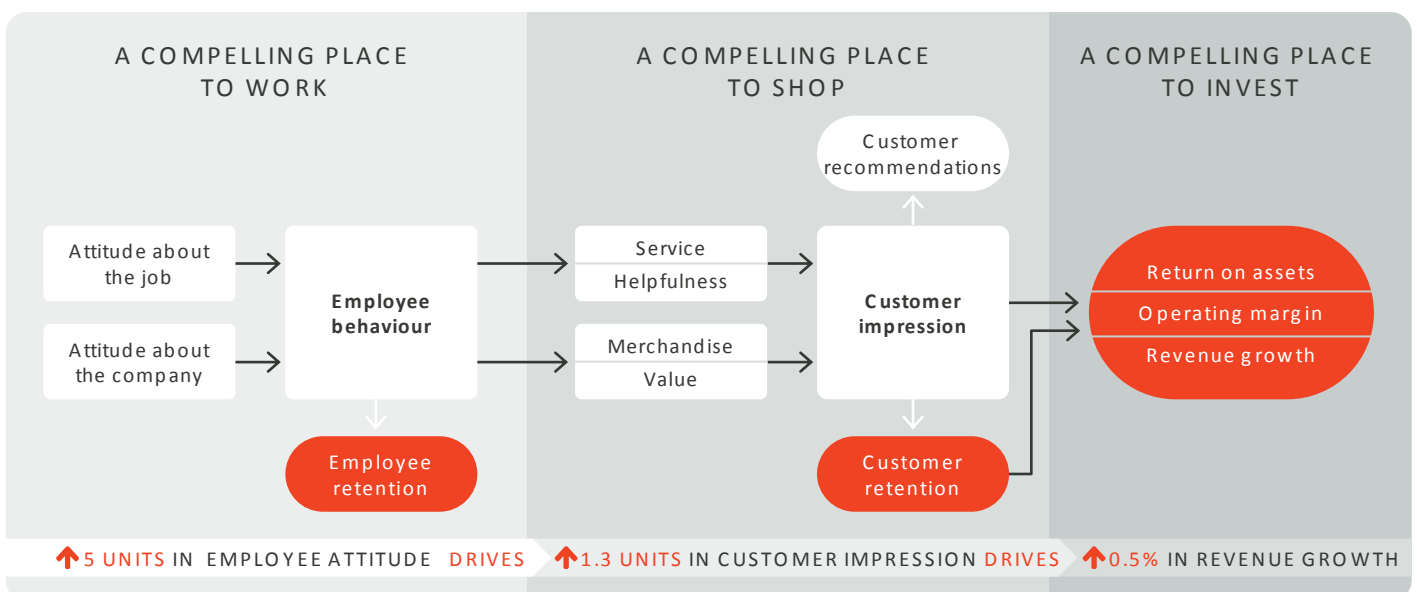 A COMPELLING PLACE
TO WORK
A COMPELLING PLACE
TO SHOP
A COMPELLING PLACE
TO INVEST
Customer
recommendations
Attitude about
the job
Attitude about
the company
Employee
behaviour
Employee
retention
Service
Helpfulness
Merchandise
Value
Customer
impression
Customer
retention
Return on assets
Operating margin
Revenue growth
5 UNITS IN EMPLOYEE ATTITUDE DRIVES
1.3 UNITS IN CUSTOMER IMPRESSION DRIVES
0.5% IN REVENUE GROWTH